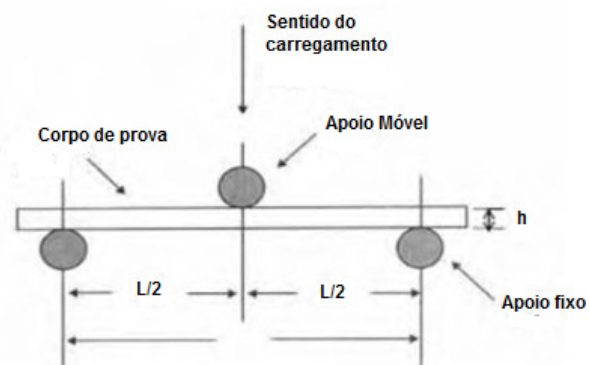 Sentido do
carregamento
Apoio Móvel
Corpo de prova
h
L/2
L/2
Apoio fixo